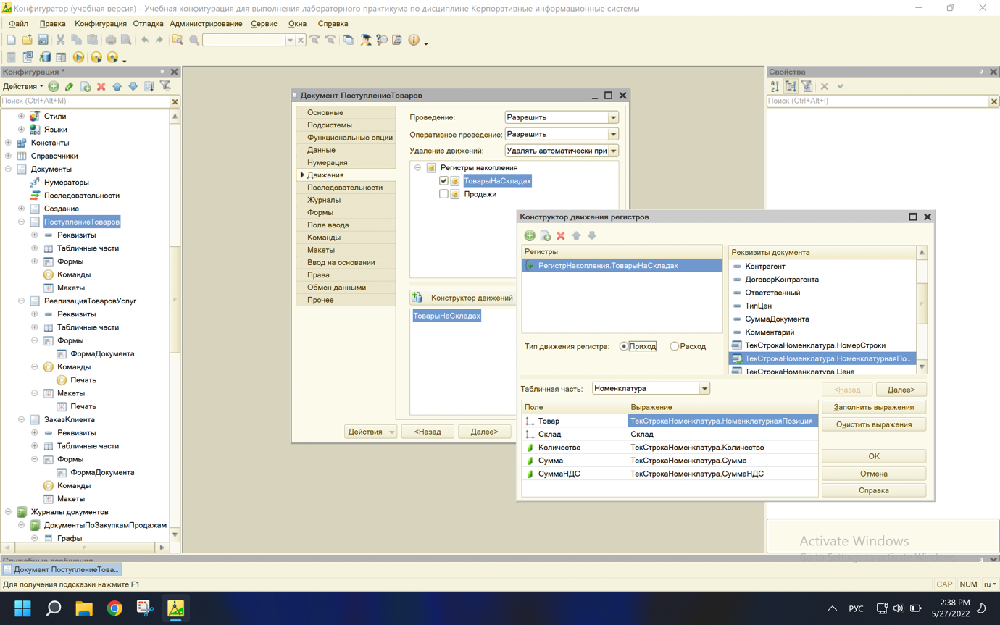 Конфигуратор (учебная версия) - Учебная конфигурация для выполнения лабораторного практикума по дисциплине Корпоративные информационные системы
Файл Правка Конфигурация Отладка Администрирование Сервис Окна Справка
Конфигурация *
Действия
Поиск (Ctrl+Alt+M)
Стили
Языки
Константы
Справочники
Документы
Нумераторы
Последовательности
Создание
ПоступлениеТоваров
Реквизиты
Табличные части
Формы
Команды
Макеты
РеализацияТоваровУслуг
Реквизиты
Табличные части
Формы
ФормаДокумента
Команды
Печать
Макеты
Печать
ЗаказКлиента
Реквизиты
Табличные части
Формы
ФормаДокумента
Команды
Макеты
Журналы документов
ДокументыПоЗакупкамПродажам
Графы
Документ ПоступлениеТоваров
Основные
Подсистемы
Функциональные опции
Данные
Нумерация
Движения
Последовательности
Журналы
Формы
Поле ввода
Команды
Макеты
Ввод на основании
Права
Обмен данными
Прочее
Проведение: Разрешить
Оперативное проведение: Разрешить
Удаление движений: Удалять автоматически при
Регистры накопления
ТоварыНаСкладах
Продажи
Конструктор движений
ТоварыНаСкладах
Действия <Назад Далее>
Конструктор движения регистров
Регистры
РегистрНакопления.ТоварыНаСкладах
Реквизиты документа
Контрагент
ДоговорКонтрагента
Ответственный
ТипЦен
СуммаДокумента
Комментарий
ТекСтрокаНоменклатура.НомерСтроки
ТекСтрокаНоменклатура.НоменклатурнаяПо...
ТекСтрокаНоменклатура.Цена
Тип движения регистра: Приход Расход
Табличная часть: Номенклатура
<Назад Далее>
Поле Выражение
Товар ТекСтрокаНоменклатура.НоменклатурнаяПозиция
Склад Склад
Количество ТекСтрокаНоменклатура.Количество
Сумма ТекСтрокаНоменклатура.Сумма
СуммаНДС ТекСтрокаНоменклатура.СуммаНДС
Заполнить выражения
Очистить выражения
ОК
Отмена
Справка
Свойства
Поиск (Ctrl+Alt+I)
Activate Windows
Go to Settings to activate Windows.
Служебные сообщения
Документ ПоступлениеТова...
Для получения подсказки нажмите F1
CAP NUM ru
РУС
2:38 PM
5/27/2022